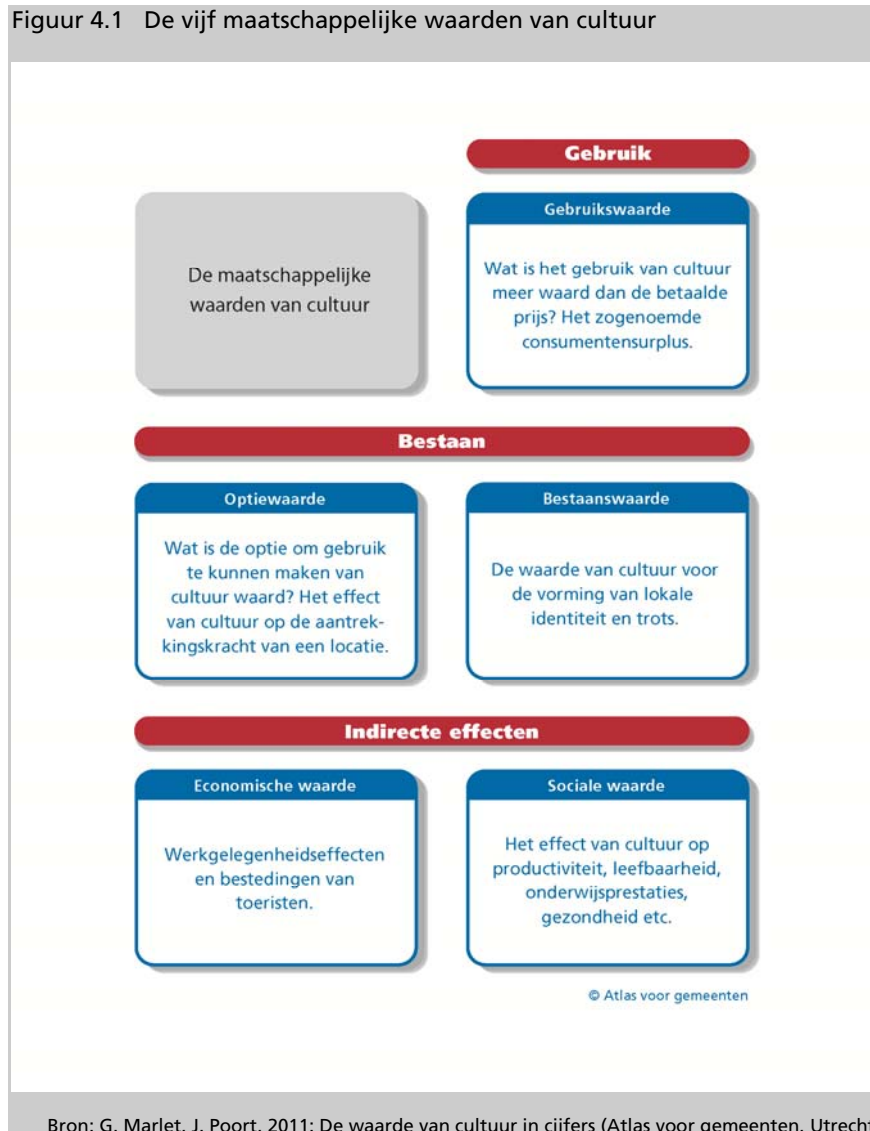 Figuur 4.1 De vijf maatschappelijke waarden van cultuur
Gebruik
De maatschappelijke
waarden van cultuur
Gebruikswaarde
Wat is het gebruik van cultuur
meer waard dan de betaalde
prijs? Het zogenoemde
consumentensurplus.
Bestaan
Optiewaarde
Wat is de optie om gebruik
te kunnen maken van
cultuur waard? Het effect
van cultuur op de aantrek-
kingskracht van een locatie.
Bestaanswaarde
De waarde van cultuur voor
de vorming van lokale
identiteit en trots.
Indirecte effecten
Economische waarde
Werkgelegenheidseffecten
en bestedingen van
toeristen.
Sociale waarde
Het effect van cultuur op
productiviteit, leefbaarheid,
onderwijsprestaties,
gezondheid etc.
© Atlas voor gemeenten
Bron: G. Marlet, J. Poort, 2011: De waarde van cultuur in cijfers (Atlas voor gemeenten, Utrecht